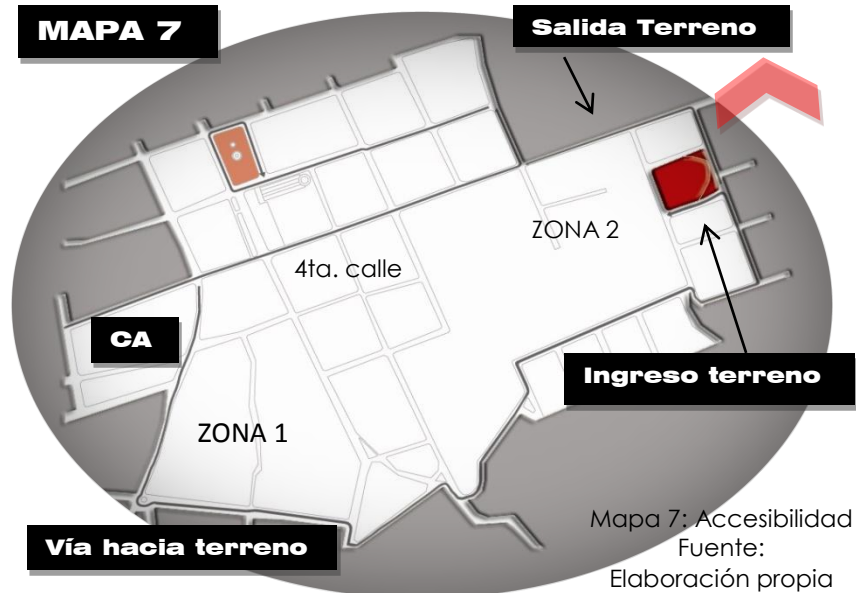 MAPA 7
Salida Terreno
ZONA 2
4ta. calle
CA
Ingreso terreno
ZONA 1
Vía hacia terreno
Mapa 7: Accesibilidad
Fuente:
Elaboración propia